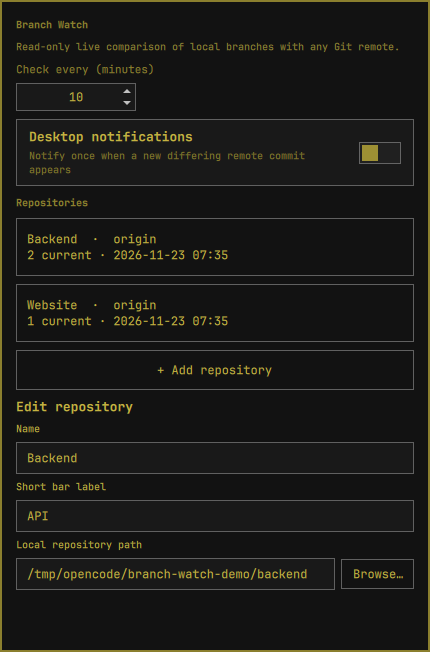 Branch Watch
Read-only live comparison of local branches with any Git remote.
Check every (minutes)
10
Desktop notifications
Notify once when a new differing remote commit
appears
Repositories
Backend · origin
2 current · 2026-11-23 07:35
Website · origin
1 current · 2026-11-23 07:35
+ Add repository
Edit repository
Name
Backend
Short bar label
API
Local repository path
/tmp/opencode/branch-watch-demo/backend
Browse…